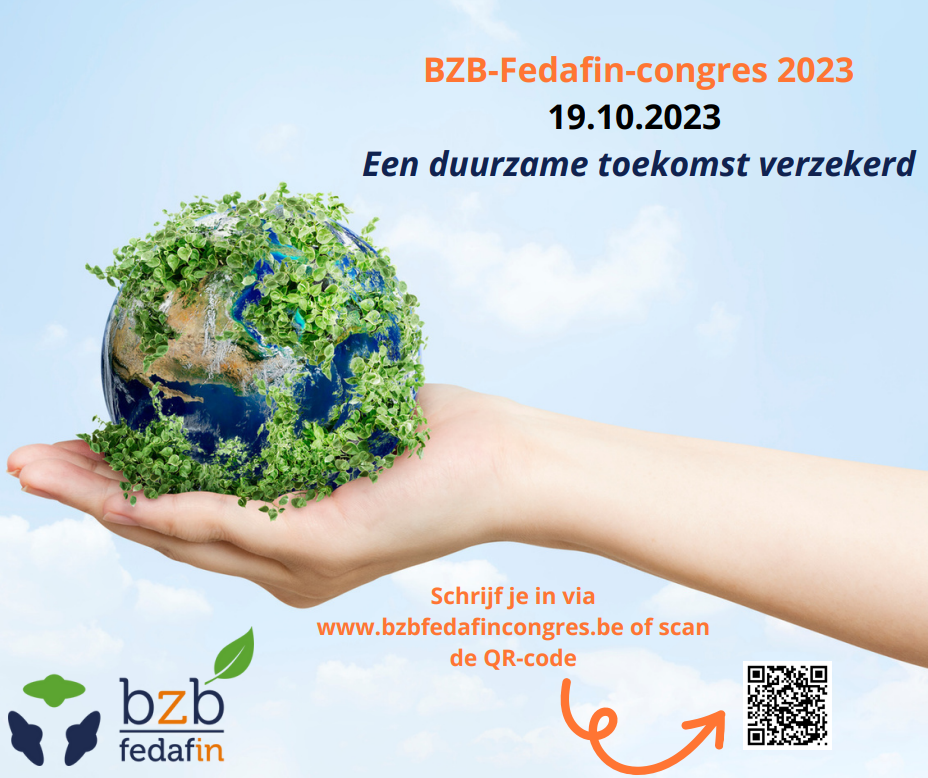 BZB-Fedafin-congres 2023
19.10.2023
Een duurzame toekomst verzekerd
Schrijf je in via
www.bzbfedafincongres.be of scan
de QR-code
bzb
fedafin